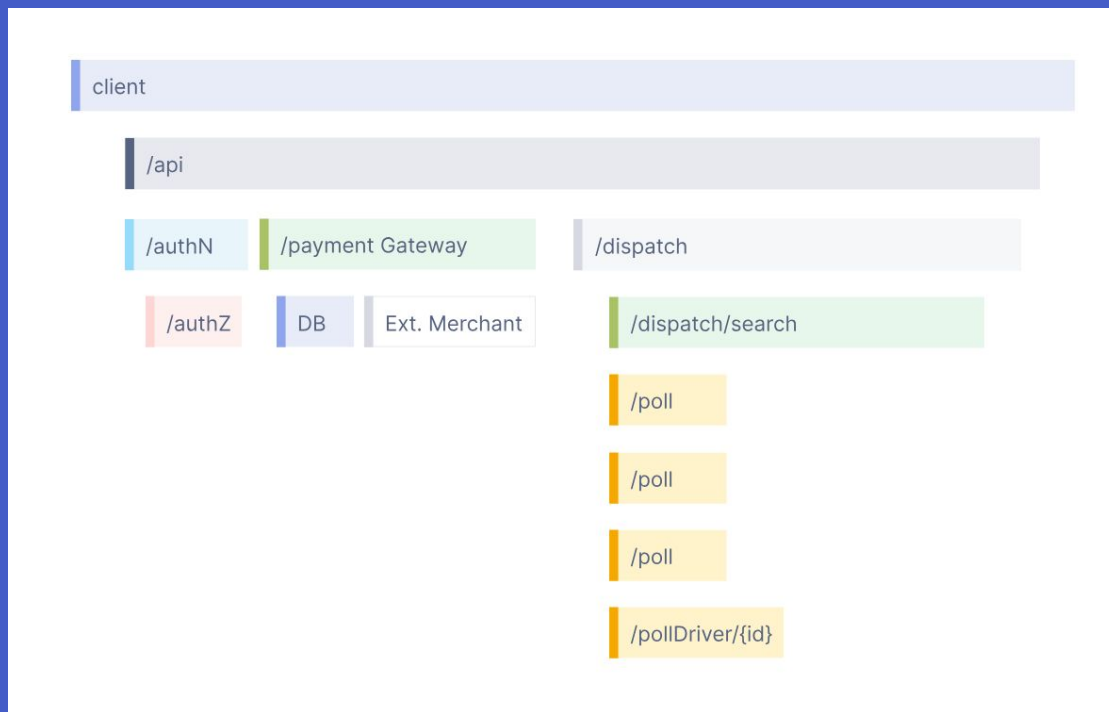 client
/api
/authN
/payment Gateway
/dispatch
/authZ
DB
Ext. Merchant
/dispatch/search
/poll
/poll
/poll
/pollDriver/{id}